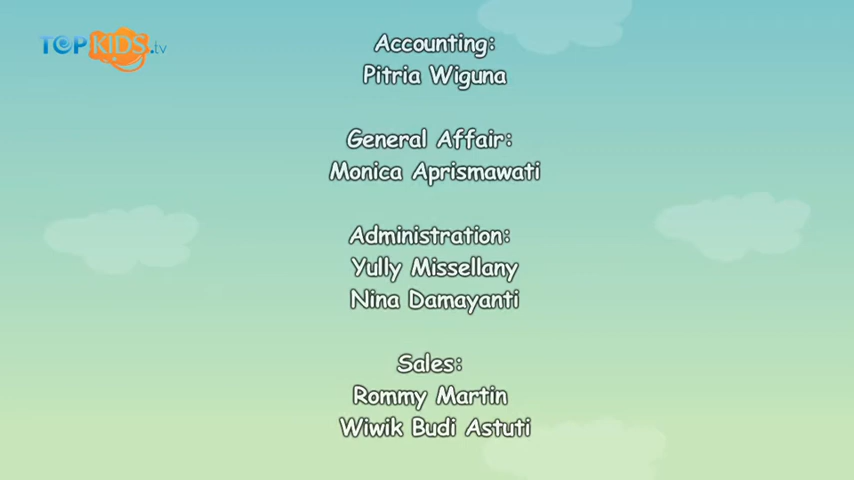 TOPKIDS.tv
Accounting:
Pitria Wiguna
General Affair:
Monica Aprismawati
Administration:
Yully Missellany
Nina Damayanti
Sales:
Rommy Martin
Wiwik Budi Astuti